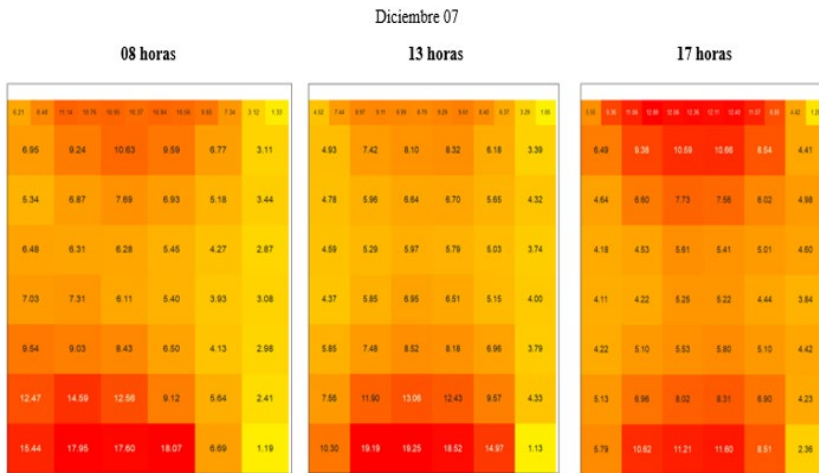 Diciembre 07
08 horas
13 horas
17 horas
6.95 9.24 10.63 9.59 6.77 3.11
5.34 6.87 7.69 6.93 5.18 3.44
6.48 6.31 6.28 5.45 4.27 2.87
7.03 7.31 6.11 5.40 3.93 3.08
9.54 9.03 8.43 6.50 4.13 2.98
12.47 14.59 12.56 9.12 5.64 2.41
15.44 17.95 17.60 18.07 6.69 1.19
4.93 7.42 8.10 8.32 6.18 3.39
4.78 5.96 6.64 6.70 5.65 4.32
4.59 5.29 5.97 5.79 5.03 3.74
4.37 5.85 6.95 6.51 5.15 4.00
5.85 7.48 8.52 8.18 6.96 3.79
7.56 11.90 13.06 12.43 9.57 4.33
10.30 19.19 19.25 18.52 14.97 1.13
6.49 9.38 10.59 10.66 8.54 4.41
4.64 6.60 7.73 7.56 6.02 4.98
4.18 4.53 5.61 5.41 5.01 4.60
4.11 4.22 5.25 5.22 4.44 3.84
4.22 5.10 5.53 5.80 5.10 4.42
5.13 6.96 8.02 8.31 6.90 4.23
5.79 10.62 11.21 11.60 8.51 2.36